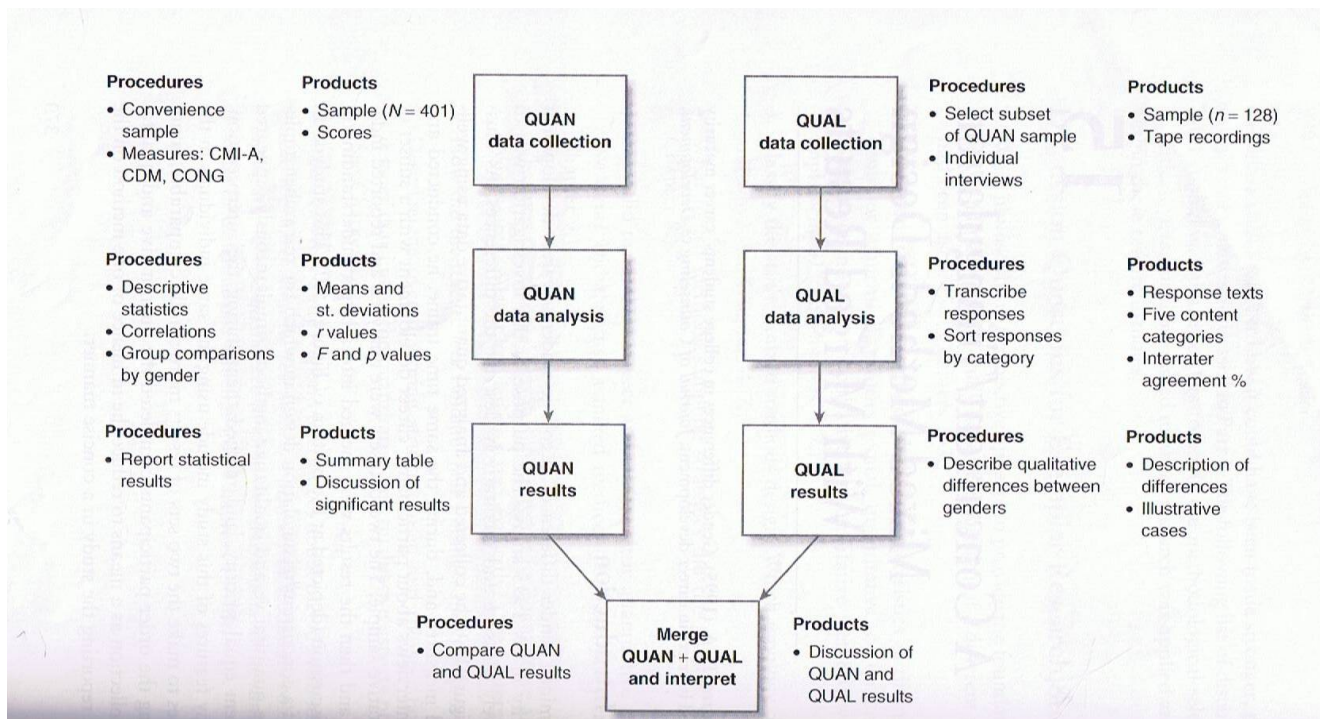 Procedures
• Convenience
sample
• Measures: CMI-A,
CDM, CONG
Products
• Sample (N = 401)
• Scores
QUAN
data collection
QUAL
data collection
Procedures
• Select subset
of QUAN sample
• Individual
interviews
Products
• Sample (n = 128)
• Tape recordings
Procedures
• Descriptive
statistics
• Correlations
• Group comparisons
by gender
Products
• Means and
st. deviations
• r values
• F and p values
QUAN
data analysis
QUAL
data analysis
Procedures
• Transcribe
responses
• Sort responses
by category
Products
• Response texts
• Five content
categories
• Interrater
agreement %
Procedures
• Report statistical
results
Products
• Summary table
• Discussion of
significant results
QUAN
results
QUAL
results
Procedures
• Describe qualitative
differences between
genders
Products
• Description of
differences
• Illustrative
cases
Procedures
• Compare QUAN
and QUAL results
Merge
QUAN + QUAL
and interpret
Products
• Discussion of
QUAN and
QUAL results